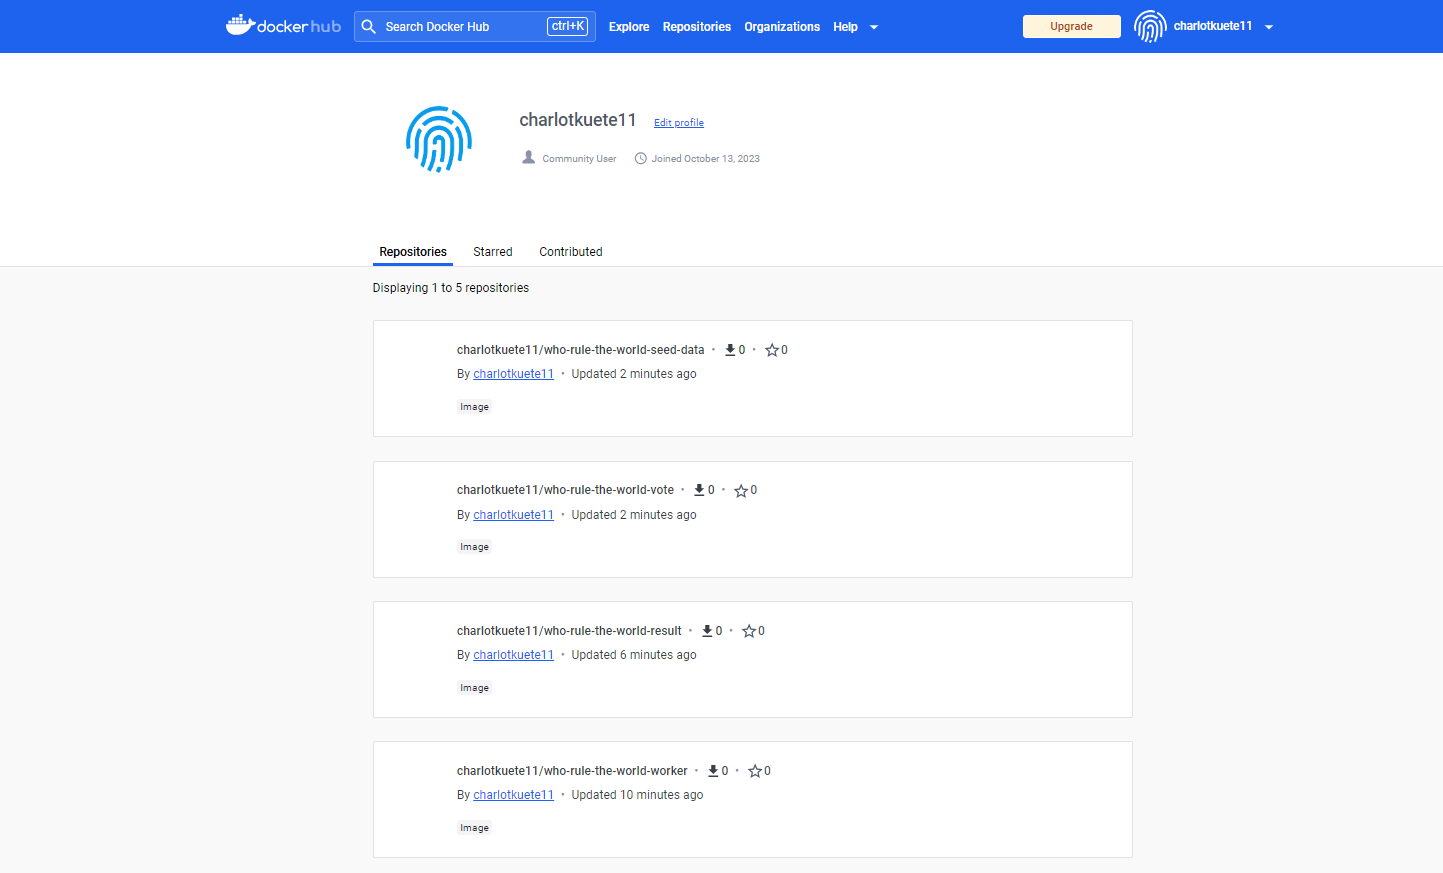 docker hub Search Docker Hub ctrl+K Explore Repositories Organizations Help Upgrade charlotkuete11
charlotkuete11 Edit profile
Community User Joined October 13, 2023
Repositories Starred Contributed
Displaying 1 to 5 repositories
charlotkuete11/who-rule-the-world-seed-data • 0 • 0
By charlotkuete11 • Updated 2 minutes ago
Image
charlotkuete11/who-rule-the-world-vote • 0 • 0
By charlotkuete11 • Updated 2 minutes ago
Image
charlotkuete11/who-rule-the-world-result • 0 • 0
By charlotkuete11 • Updated 6 minutes ago
Image
charlotkuete11/who-rule-the-world-worker • 0 • 0
By charlotkuete11 • Updated 10 minutes ago
Image